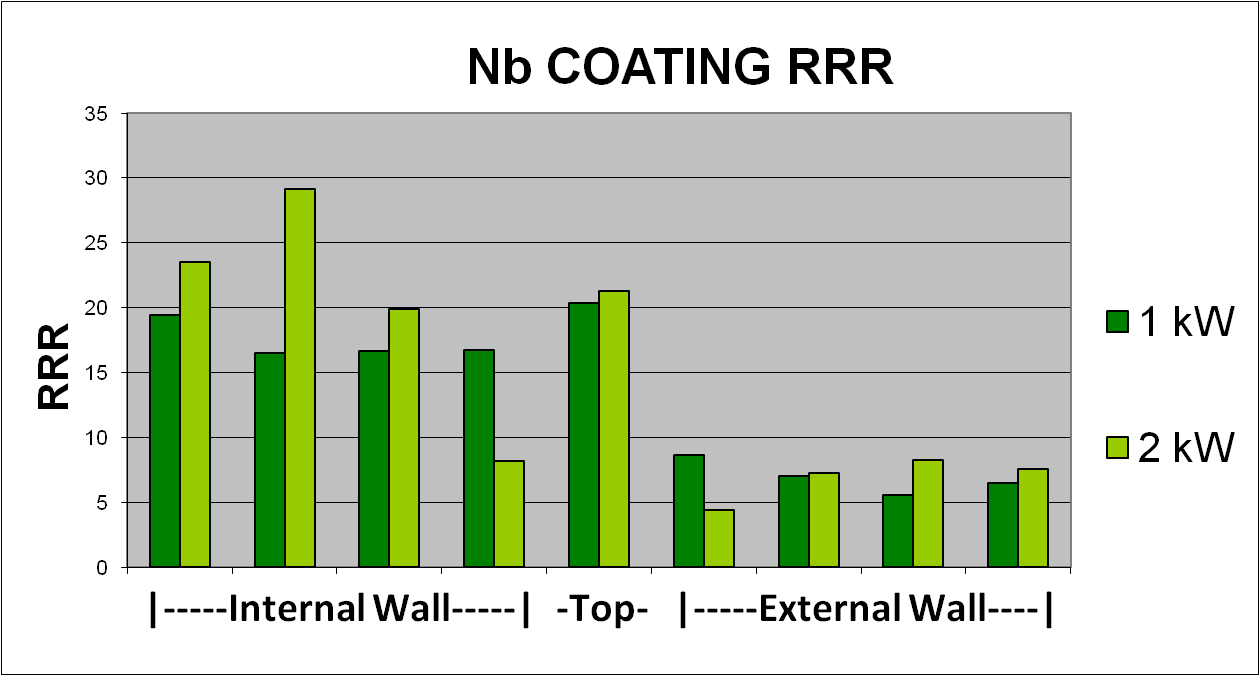 Nb COATING RRR
35
30
25
20
15
10
5
0
RRR
1 kW
2 kW
|-----Internal Wall-----| -Top- |-----External Wall----|